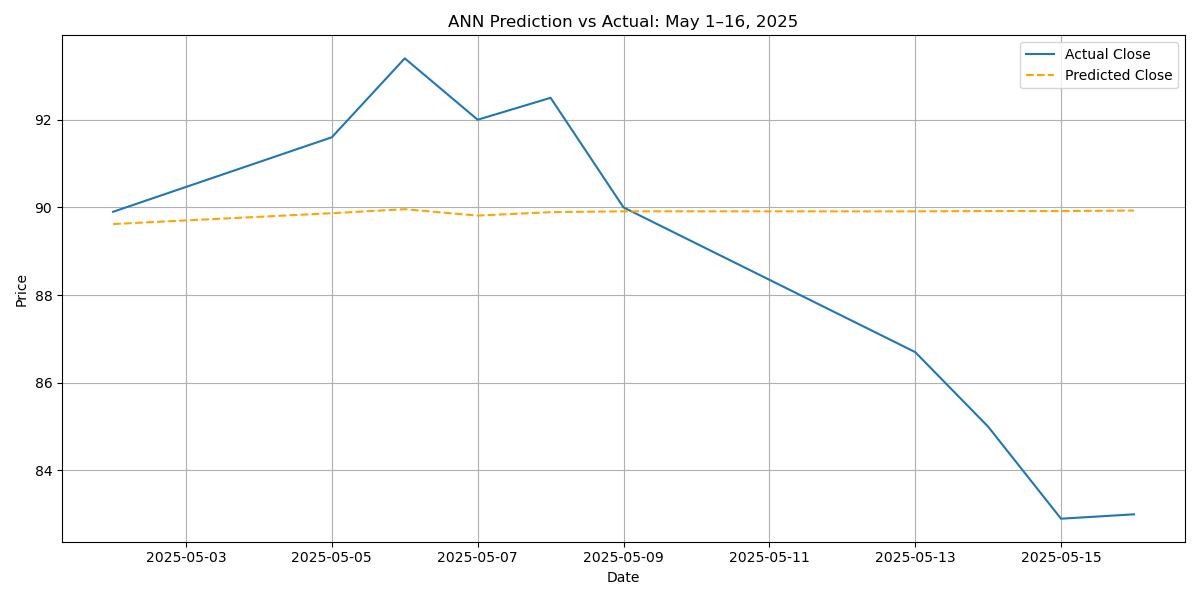 ANN Prediction vs Actual: May 1–16, 2025
Actual Close
Predicted Close
Price
92
90
88
86
84
2025-05-03 2025-05-05 2025-05-07 2025-05-09 2025-05-11 2025-05-13 2025-05-15
Date